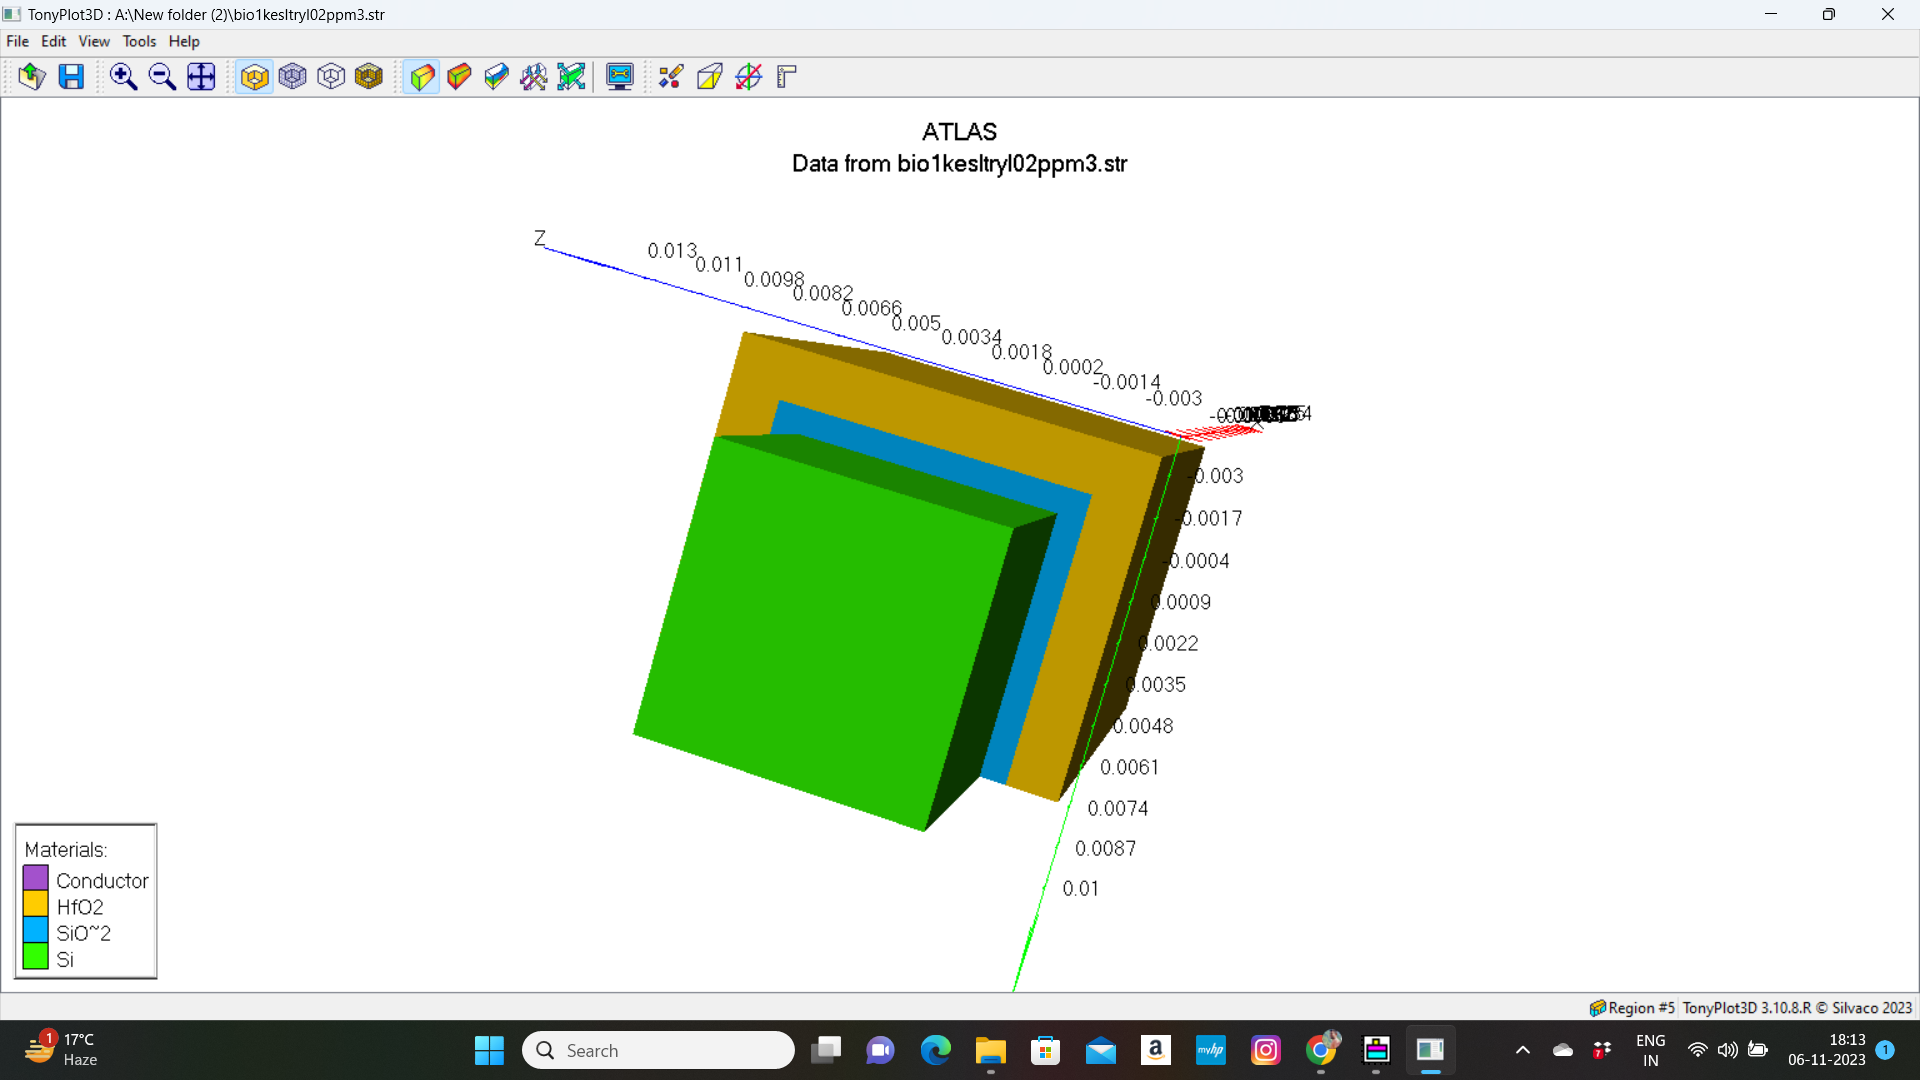 TonyPlot3D : A:\New folder (2)\bio1kesltryl02ppm3.str
File Edit View Tools Help
ATLAS
Data from bio1kesltryl02ppm3.str
Z
0.013
0.011
0.0098
0.0082
0.0066
0.005
0.0034
0.0018
0.0002
-0.0014
-0.003
X
-0.003
-0.0017
-0.0004
0.0009
0.0022
0.0035
0.0048
0.0061
0.0074
0.0087
0.01
Materials:
Conductor
HfO2
SiO~2
Si
Region #5 TonyPlot3D 3.10.8.R © Silvaco 2023
1
17°C
Haze
Search
a
myhp
7
ENG
IN
18:13
06-11-2023
1